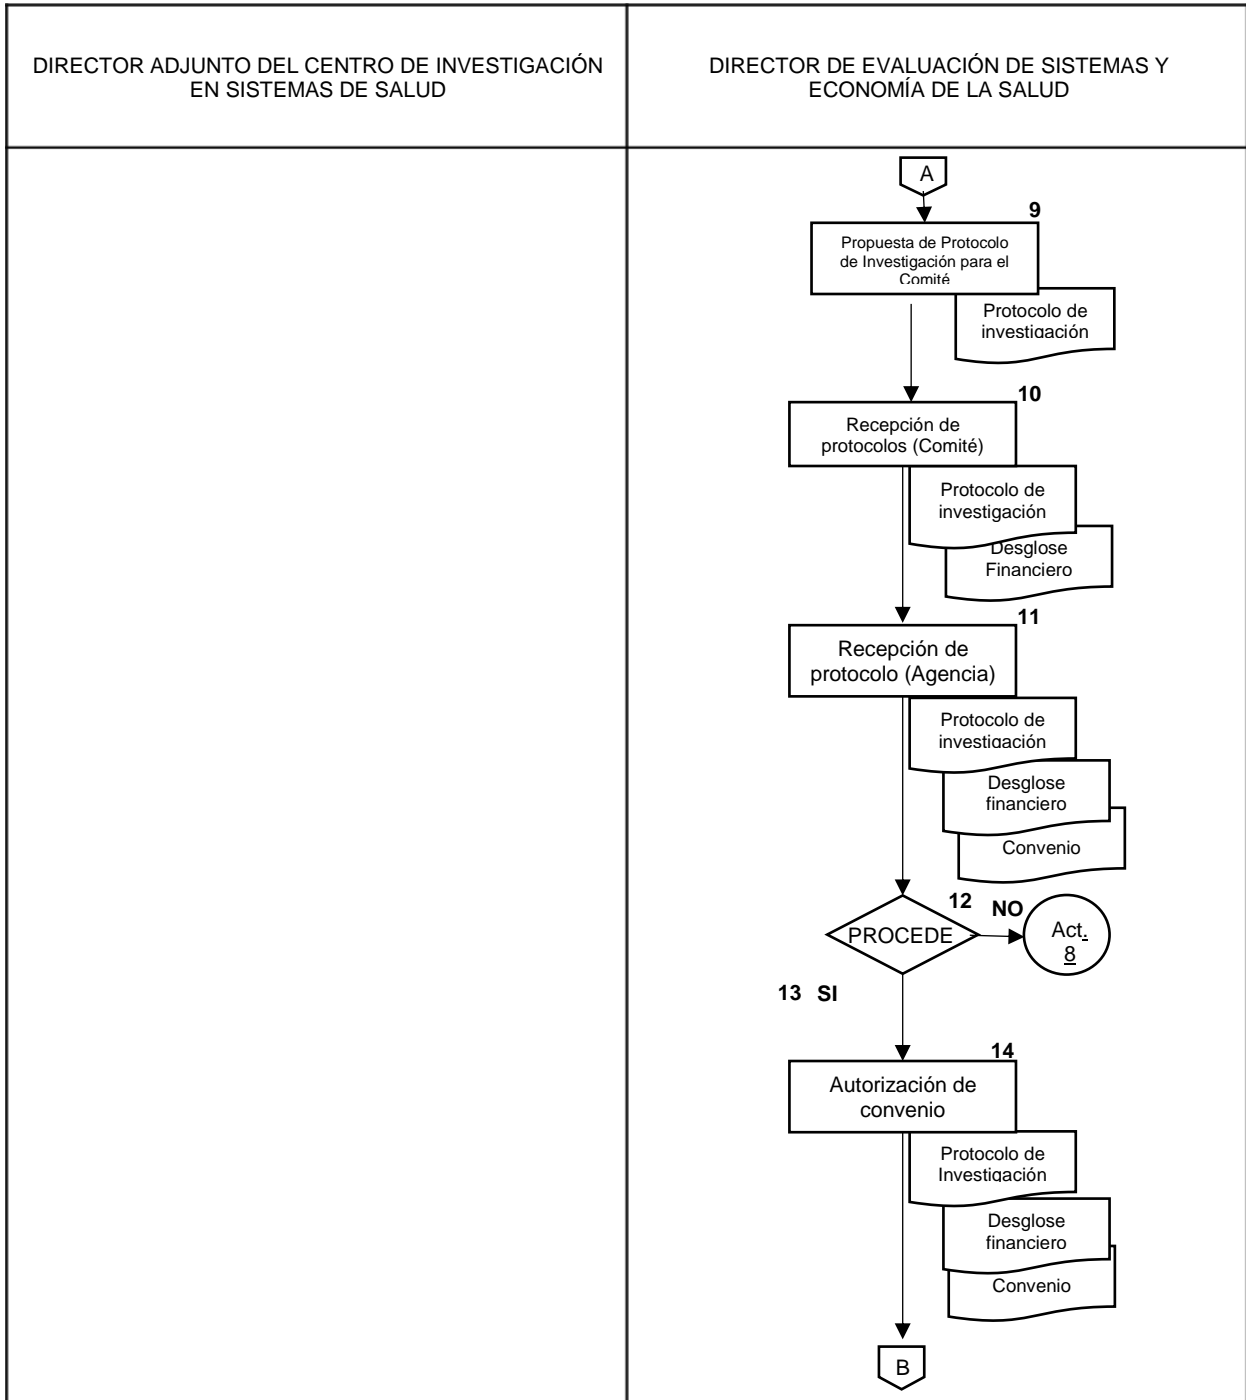 DIRECTOR ADJUNTO DEL CENTRO DE INVESTIGACIÓN
EN SISTEMAS DE SALUD
DIRECTOR DE EVALUACIÓN DE SISTEMAS Y
ECONOMÍA DE LA SALUD
A
9
Propuesta de Protocolo
de Investigación para el
Comité
Protocolo de
investigación
10
Recepción de
protocolos (Comité)
Protocolo de
investigación
Desglose
Financiero
11
Recepción de
protocolo (Agencia)
Protocolo de
investigación
Desglose
financiero
Convenio
12
NO
PROCEDE
Act.
8
13 SI
14
Autorización de
convenio
Protocolo de
Investigación
Desglose
financiero
Convenio
B